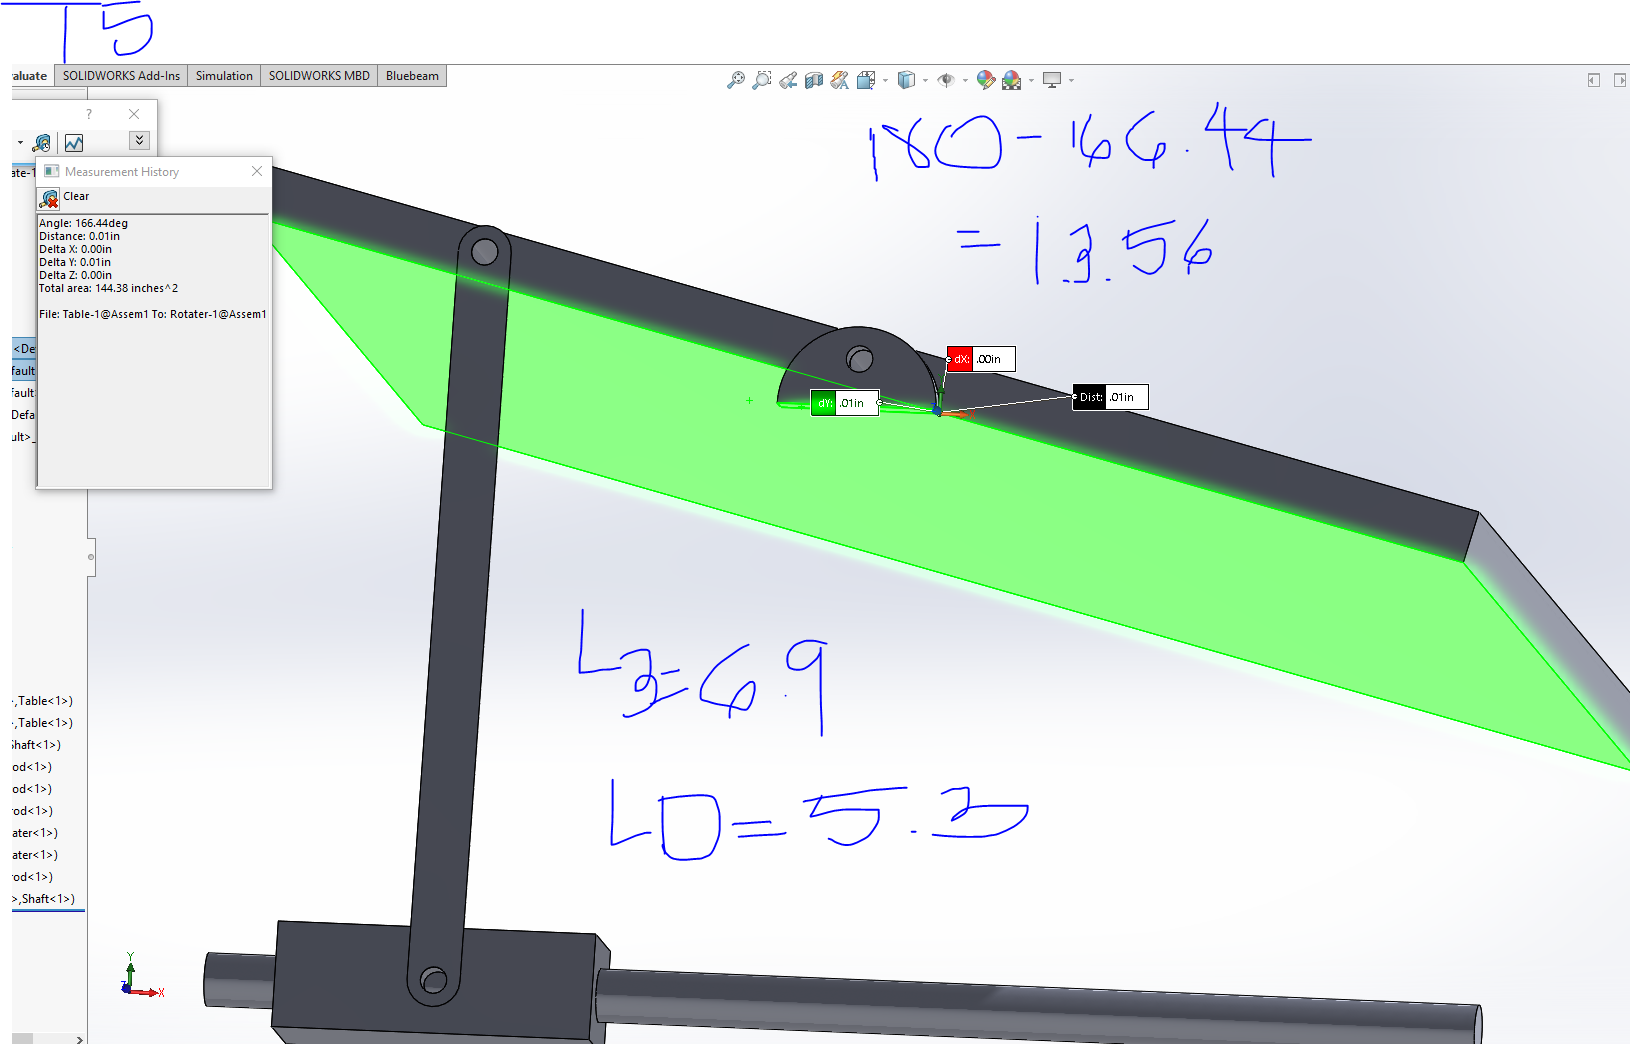 15
aluate SOLIDWORKS Add-Ins Simulation SOLIDWORKS MBD Bluebeam
?
ate-1
Measurement History
Clear
Angle: 166.44deg
Distance: 0.01in
Delta X: 0.00in
Delta Y: 0.01in
Delta Z: 0.00in
Total area: 144.38 inches^2
File: Table-1@Assem1 To: Rotater-1@Assem1
180 - 166.44
= 13.56
<De
fault
fault
Defa
ult>_
dX: .00in
dY: .01in
Dist: .01in
L3=6.9
LD=5.3
,Table<1>)
,Table<1>)
Shaft<1>)
od<1>)
od<1>)
rod<1>)
ater<1>)
ater<1>)
rod<1>)
>,Shaft<1>)
Y
Z
X